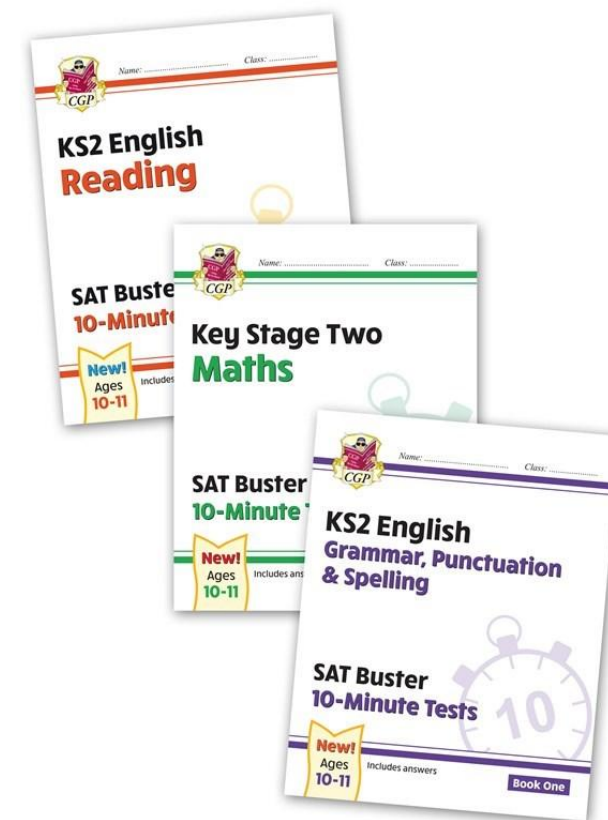 Name: Class:
CGP
KS2 English
Reading
SAT Buste
10-Minute
New!
Ages
10-11
Includes
Name: Class:
CGP
Key Stage Two
Maths
SAT Buster
10-Minute
New!
Ages
10-11
Includes ans
Name: Class:
CGP
KS2 English
Grammar, Punctuation
& Spelling
SAT Buster
10-Minute Tests
10
New!
Ages
10-11
Includes answers
Book One